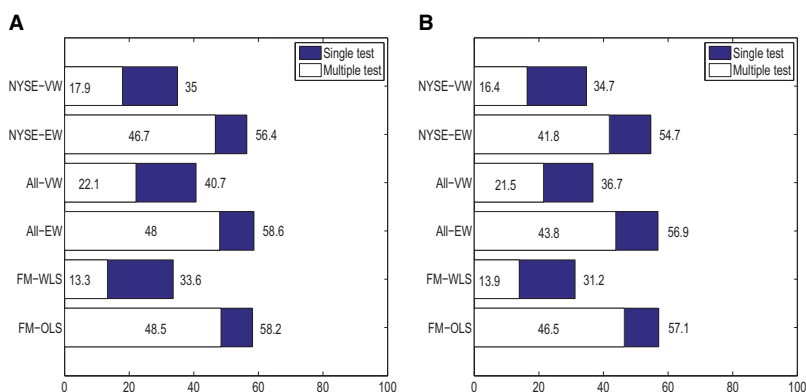 A
Single test
Multiple test
NYSE−VW 17.9 35
NYSE−EW 46.7 56.4
All−VW 22.1 40.7
All−EW 48 58.6
FM−WLS 13.3 33.6
FM−OLS 48.5 58.2
0 20 40 60 80 100
B
Single test
Multiple test
NYSE−VW 16.4 34.7
NYSE−EW 41.8 54.7
All−VW 21.5 36.7
All−EW 43.8 56.9
FM−WLS 13.9 31.2
FM−OLS 46.5 57.1
0 20 40 60 80 100